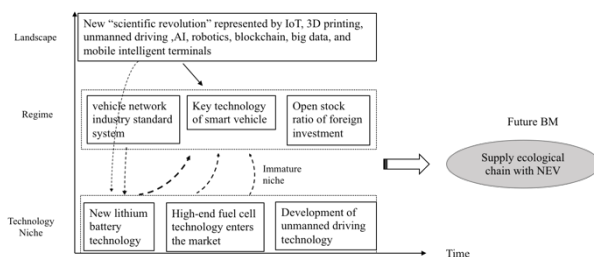 Landscape
New “scientific revolution” represented by IoT, 3D printing,
unmanned driving ,AI, robotics, blockchain, big data, and
mobile intelligent terminals
Regime
vehicle network
industry standard
system
Key technology
of smart vehicle
Open stock
ratio of foreign
investment
Immature
niche
Technology
Niche
New lithium
battery
technology
High-end fuel cell
technology enters
the market
Development of
unmanned driving
technology
Time
Future BM
Supply ecological
chain with NEV